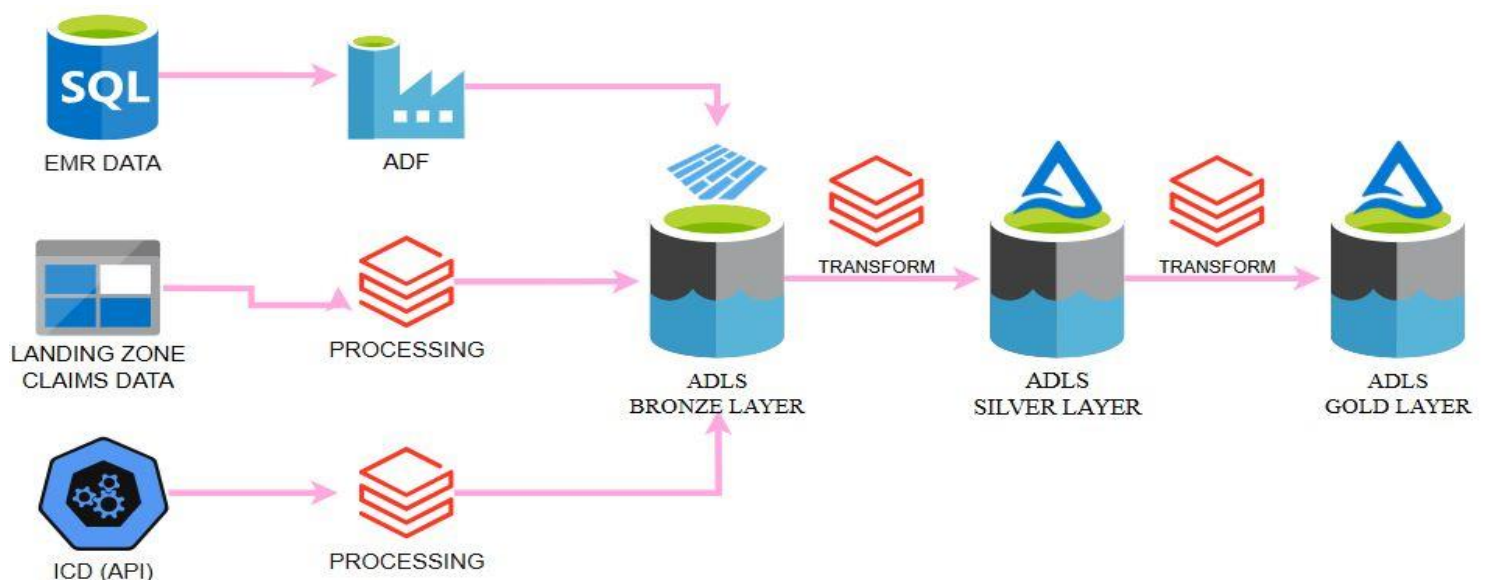 SQL
EMR DATA
ADF
TRANSFORM
TRANSFORM
LANDING ZONE
CLAIMS DATA
PROCESSING
ADLS
BRONZE LAYER
ADLS
SILVER LAYER
ADLS
GOLD LAYER
ICD (API)
PROCESSING